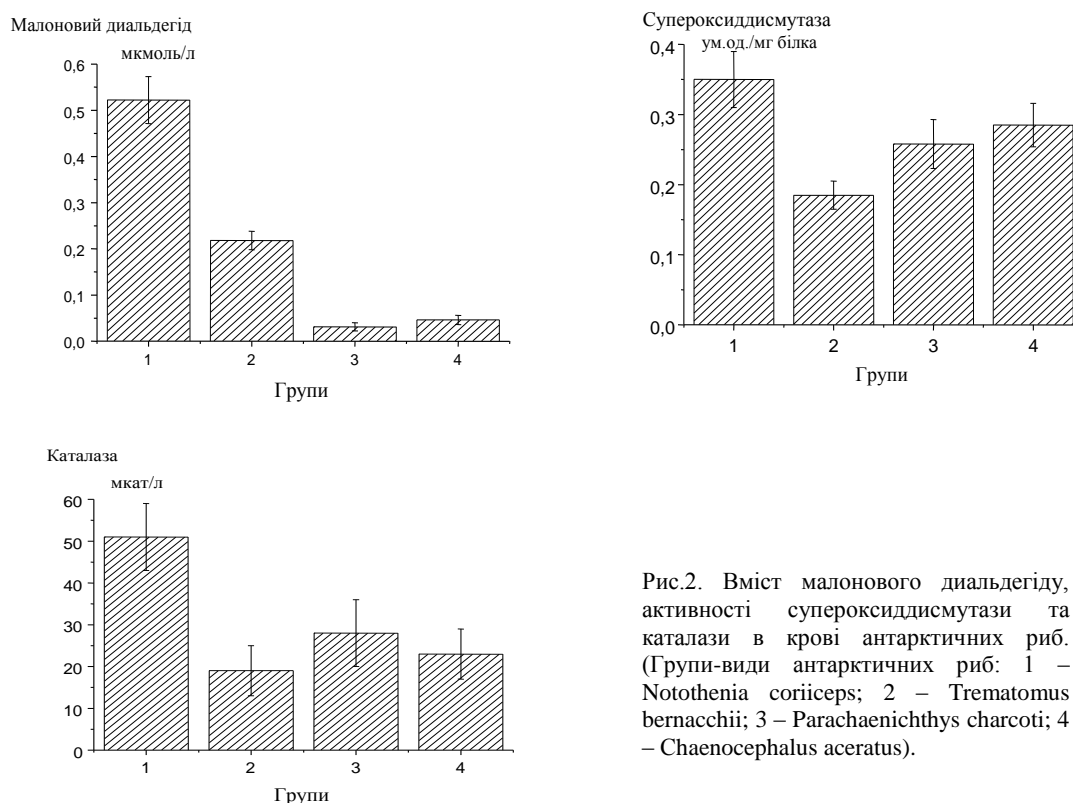 Малоновий диальдегід
мкмоль/л
0,6
0,5
0,4
0,3
0,2
0,1
0,0
1 2 3 4
Групи
Супероксиддисмутаза
ум.од./мг білка
0,4
0,3
0,2
0,1
0,0
1 2 3 4
Групи
Каталаза
мкат/л
60
50
40
30
20
10
0
1 2 3 4
Групи
Рис.2. Вміст малонового диальдегіду,
активності супероксиддисмутази та
каталази в крові антарктичних риб.
(Групи-види антарктичних риб: 1 –
Notothenia coriiceps; 2 – Trematomus
bernacchii; 3 – Parachaenichthys charcoti; 4
– Chaenocephalus aceratus).